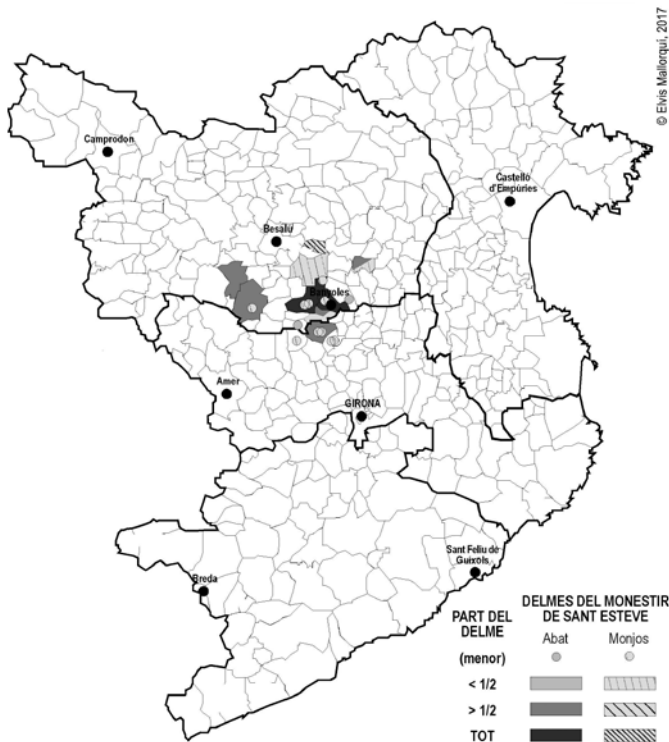 © Elvis Mallorquí, 2017
Camprodon
Castelló
d'Empúries
Besalú
Banyoles
Amer
GIRONA
Sant Feliu de
Guíxols
Breda
PART DEL
DELME
DELMES DEL MONESTIR
DE SANT ESTEVE
Abat Monjos
(menor)
< 1/2
> 1/2
TOT